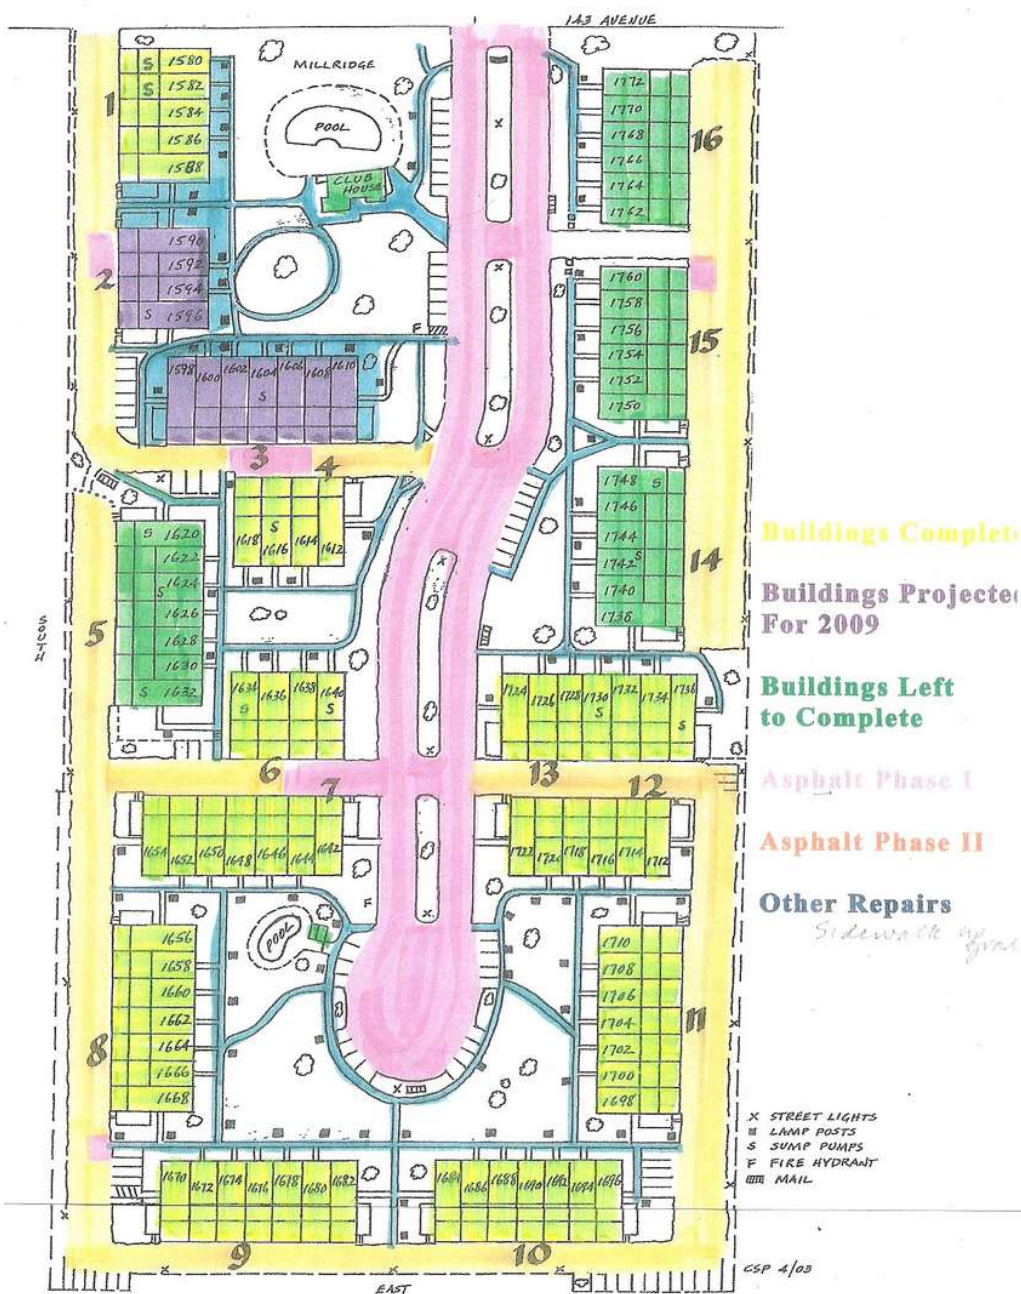 143 AVENUE
MILLRIDGE
POOL
CLUB HOUSE
1
S 1580
S 1582
1584
1586
1588
2
1590
1592
1594
S 1596
F
1598 1600 1602 1604 1606 1608 1610
S
3 4
1618 1616 1614 1612
S
5
S 1620
1622
S 1624
1626
1628
1630
S 1632
SOUTH
1634 1636 1638 1640
S S
6
7
1654 1652 1650 1648 1646 1644 1642
F
POOL
8
1656
1658
1660
1662
1664
1666
1668
1670 1672 1674 1676 1678 1680 1682
9
1684 1686 1688 1690 1692 1694 1696
10
EAST
11
1710
1708
1706
1704
1702
1700
1698
1722 1720 1718 1716 1714 1712
12
13
1724 1726 1728 1730 1732 1734 1736
S S
14
1748 S
1746
1744
1742 S
1740
1738
15
1760
1758
1756
1754
1752
1750
16
1772
1770
1768
1766
1764
1762
Buildings Complet
Buildings Projected
For 2009
Buildings Left
to Complete
Asphalt Phase I
Asphalt Phase II
Other Repairs
Sidewalk
X STREET LIGHTS
LAMP POSTS
S SUMP PUMPS
F FIRE HYDRANT
MAIL
CSP 4/03